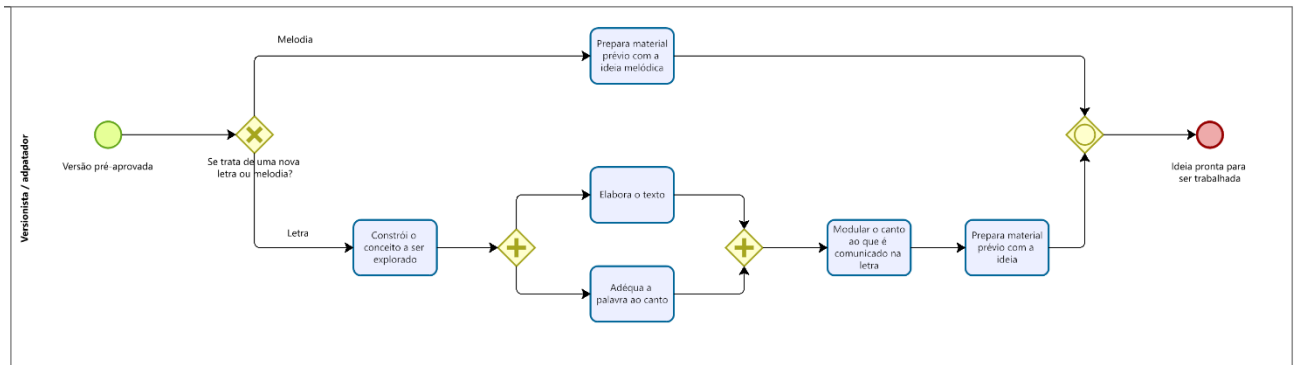 Versionista / adpatador
Versão pré-aprovada
Se trata de uma nova
letra ou melodia?
Melodia
Prepara material
prévio com a
ideia melódica
Letra
Constrói o
conceito a ser
explorado
Elabora o texto
Adéqua a
palavra ao canto
Modular o canto
ao que é
comunicado na
letra
Prepara material
prévio com a
ideia
Ideia pronta para
ser trabalhada